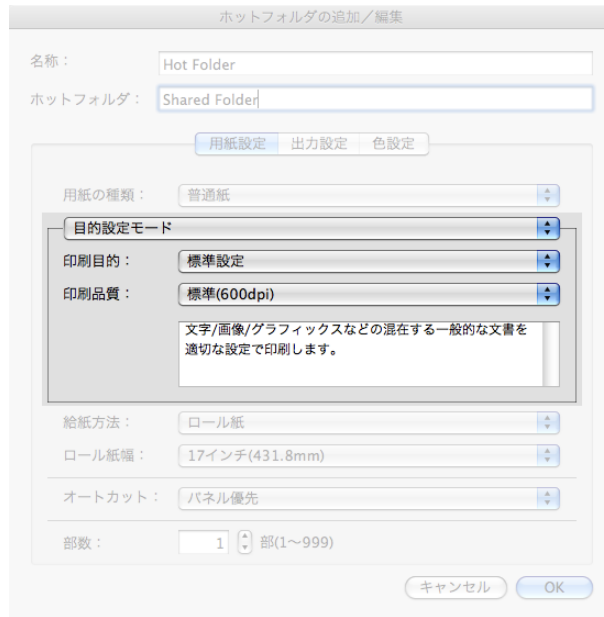 ホットフォルダの追加／編集
名称： Hot Folder
ホットフォルダ： Shared Folder
用紙設定 出力設定 色設定
用紙の種類： 普通紙
目的設定モード
印刷目的： 標準設定
印刷品質： 標準(600dpi)
文字/画像/グラフィックスなどの混在する一般的な文書を
適切な設定で印刷します。
給紙方法： ロール紙
ロール紙幅： 17インチ(431.8mm)
オートカット： パネル優先
部数： 1 部(1〜999)
キャンセル OK